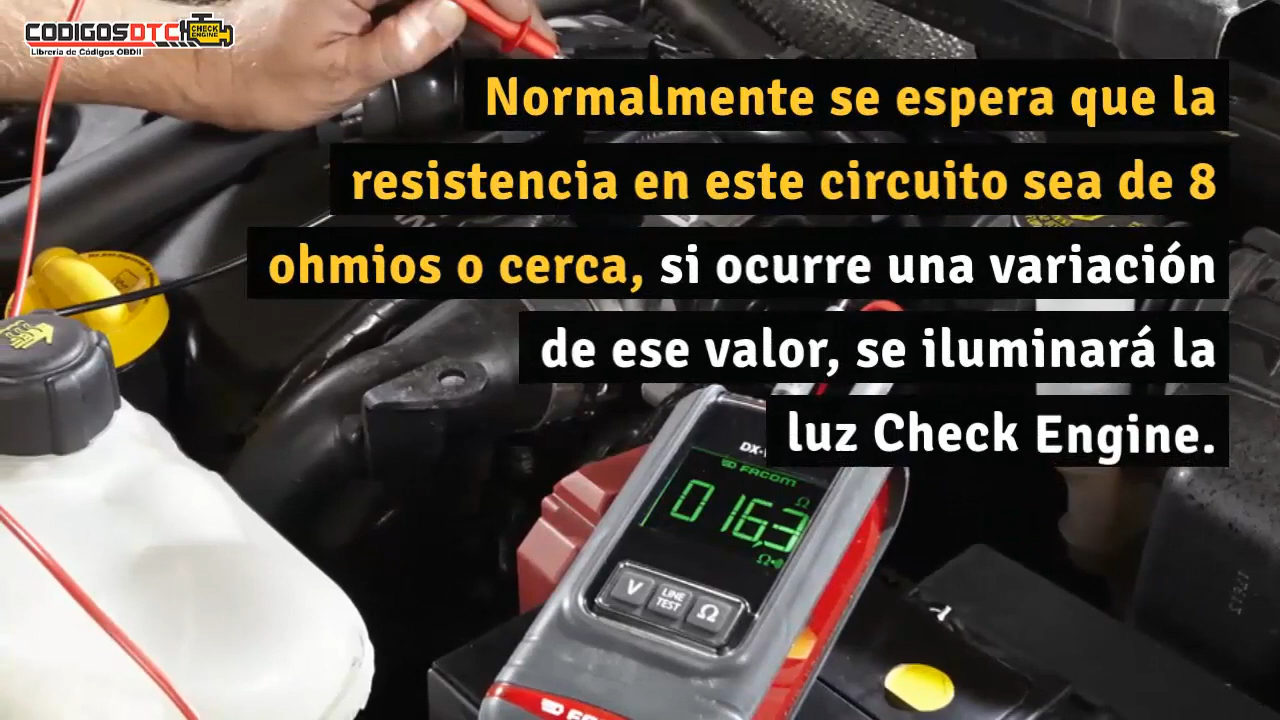 CODIGOSDTC
CHECK
ENGINE
Librería de Códigos OBDII
Normalmente se espera que la
resistencia en este circuito sea de 8
ohmios o cerca, si ocurre una variación
de ese valor, se iluminará la
luz Check Engine.
FACOM
Ω
016,3
Ω
V
LINE
TEST
Ω